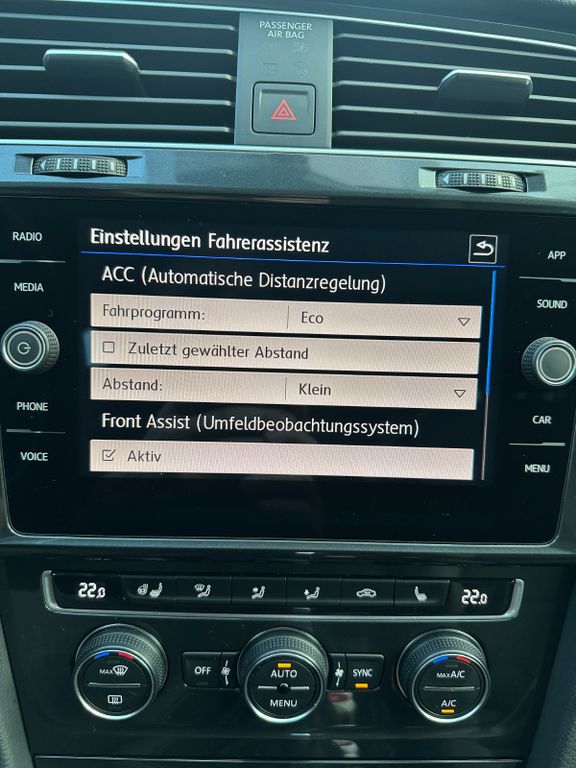 PASSENGER
AIR BAG
OFF
RADIO
MEDIA
PHONE
VOICE
Einstellungen Fahrerassistenz
ACC (Automatische Distanzregelung)
Fahrprogramm: Eco
Zuletzt gewählter Abstand
Abstand: Klein
Front Assist (Umfeldbeobachtungssystem)
Aktiv
APP
SOUND
CAR
MENU
22.0
22.0
MAX
OFF
AUTO
MENU
SYNC
MAX A/C
A/C